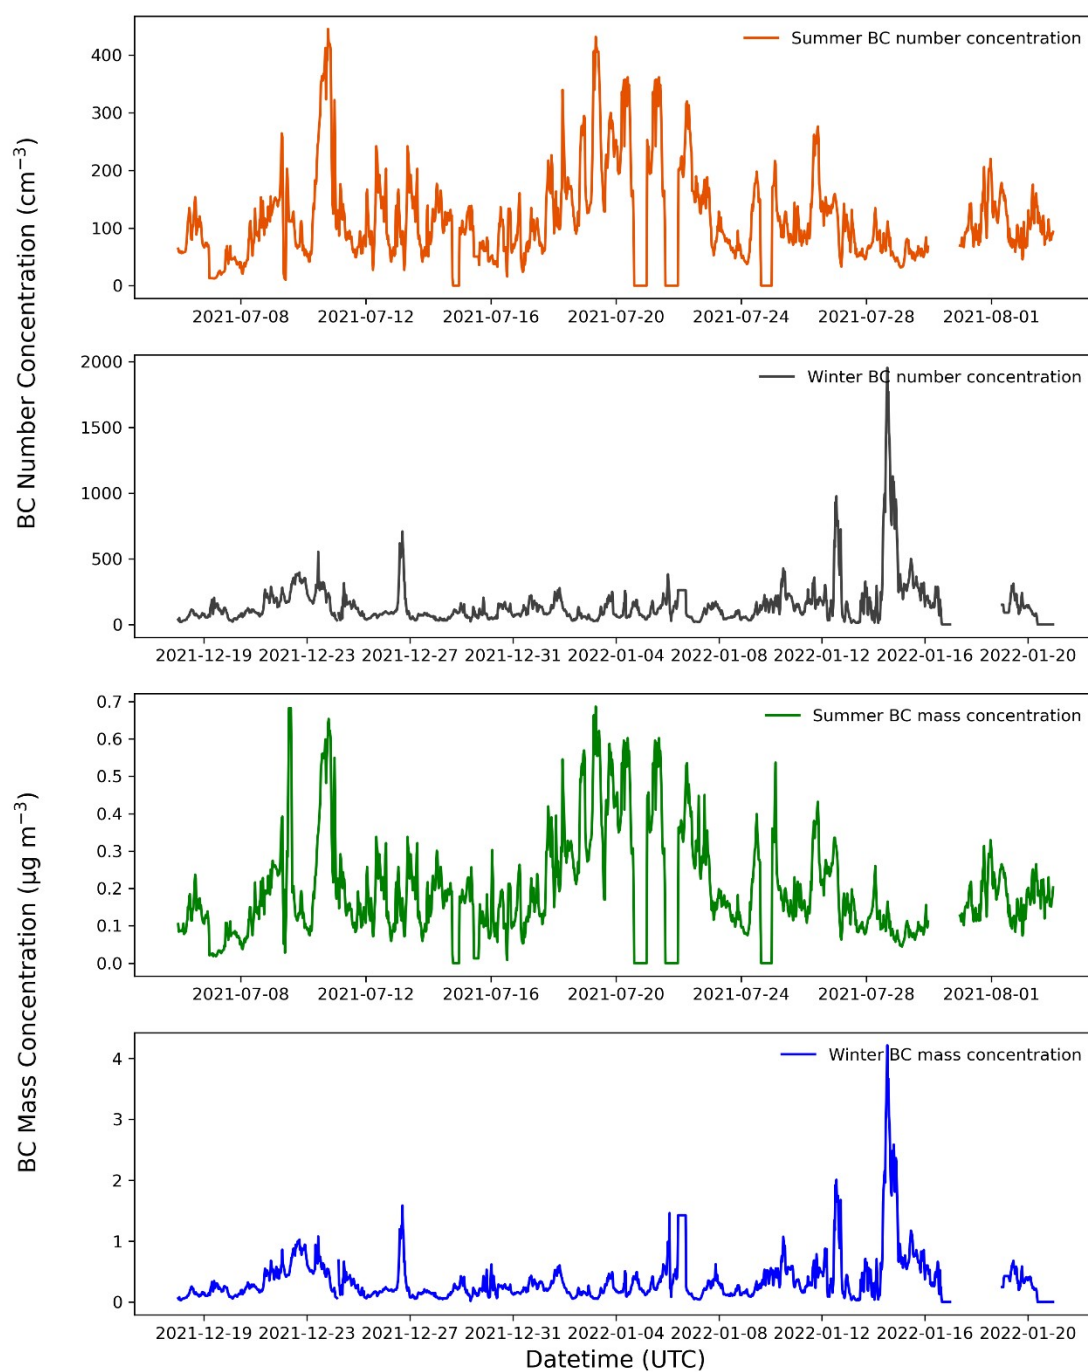 BC Number Concentration (cm⁻³)
Summer BC number concentration
400
300
200
100
0
2021-07-08 2021-07-12 2021-07-16 2021-07-20 2021-07-24 2021-07-28 2021-08-01
Winter BC number concentration
2000
1500
1000
500
0
2021-12-19 2021-12-23 2021-12-27 2021-12-31 2022-01-04 2022-01-08 2022-01-12 2022-01-16 2022-01-20
BC Mass Concentration (µg m⁻³)
Summer BC mass concentration
0.7
0.6
0.5
0.4
0.3
0.2
0.1
0.0
2021-07-08 2021-07-12 2021-07-16 2021-07-20 2021-07-24 2021-07-28 2021-08-01
Winter BC mass concentration
4
3
2
1
0
2021-12-19 2021-12-23 2021-12-27 2021-12-31 2022-01-04 2022-01-08 2022-01-12 2022-01-16 2022-01-20
Datetime (UTC)